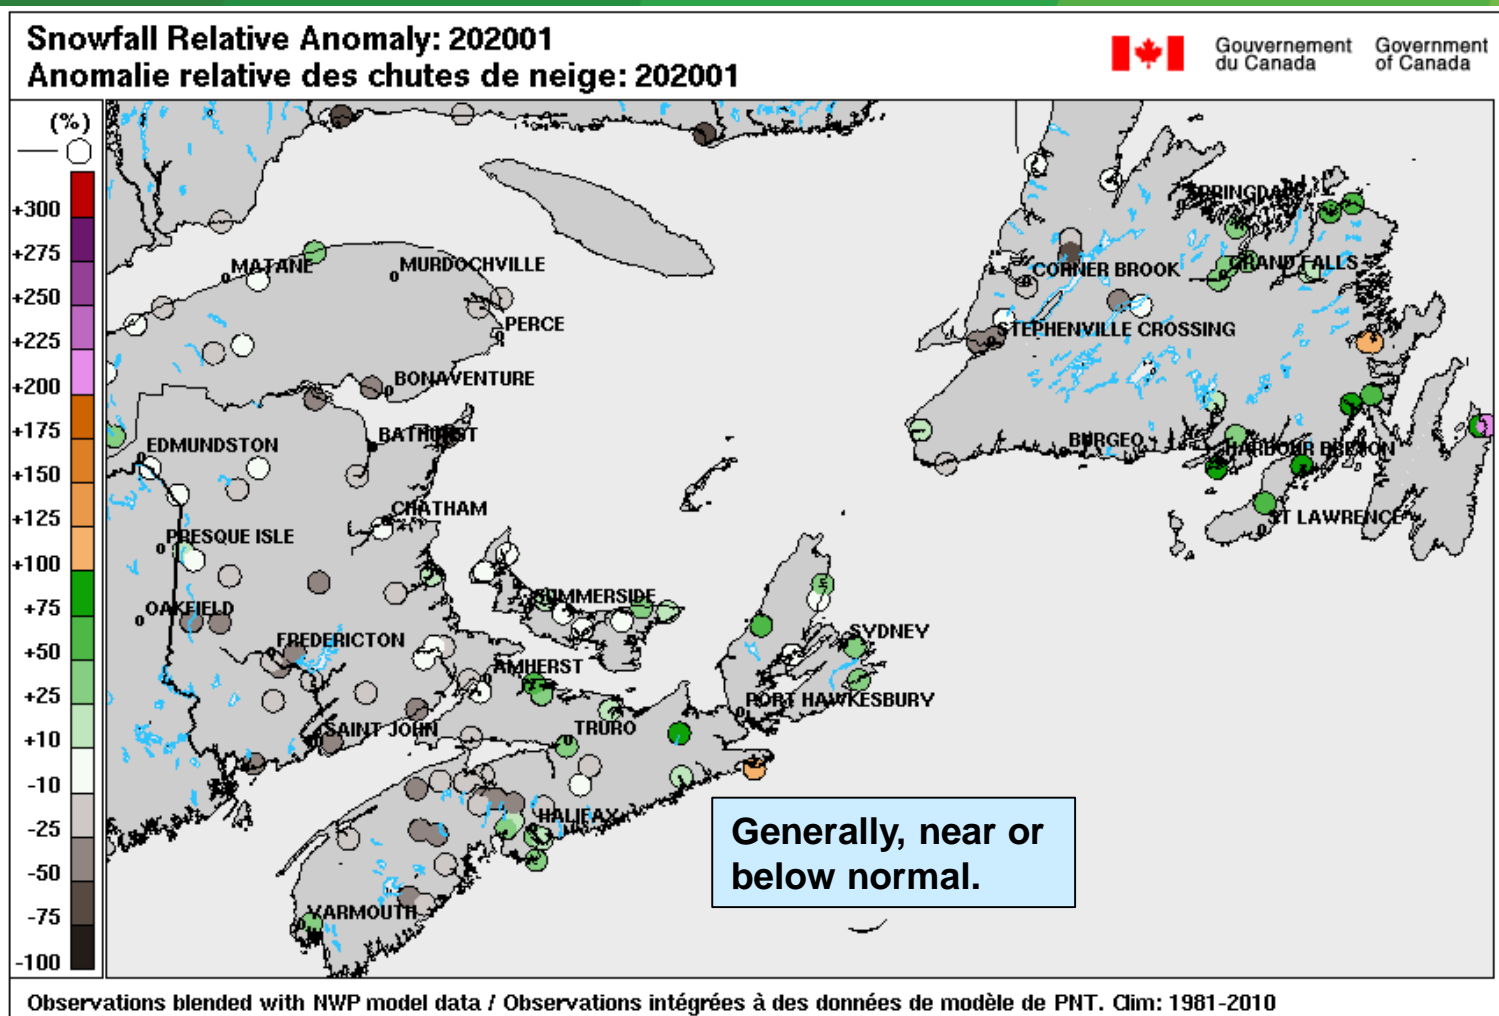 Snowfall Relative Anomaly: 202001
Anomalie relative des chutes de neige: 202001
Gouvernement du Canada
Government of Canada
(%)
+300
+275
+250
+225
+200
+175
+150
+125
+100
+75
+50
+25
+10
-10
-25
-50
-75
-100
SPRINGDALE
MATANE
MURDOCHVILLE
CORNER BROOK
GRAND FALLS
PERCE
STEPHENVILLE CROSSING
BONAVENTURE
EDMUNDSTON
BATHURST
BURGEO
HARBOUR BRETON
CHATHAM
ST LAWRENCE
PRESQUE ISLE
OAKFIELD
SUMMERSIDE
FREDERICTON
SYDNEY
AMHERST
PORT HAWKESBURY
SAINT JOHN
TRURO
HALIFAX
YARMOUTH
Generally, near or
below normal.
Observations blended with NWP model data / Observations intégrées à des données de modèle de PNT. Clim: 1981-2010